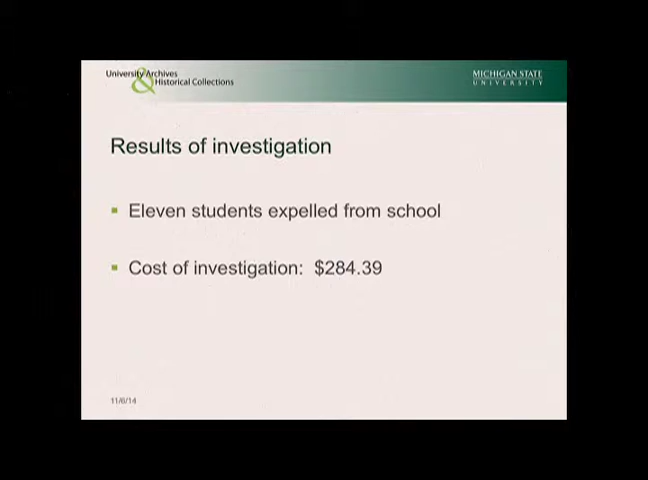 University Archives
& Historical Collections
MICHIGAN STATE
UNIVERSITY
Results of investigation
Eleven students expelled from school
Cost of investigation: $284.39
11/6/14